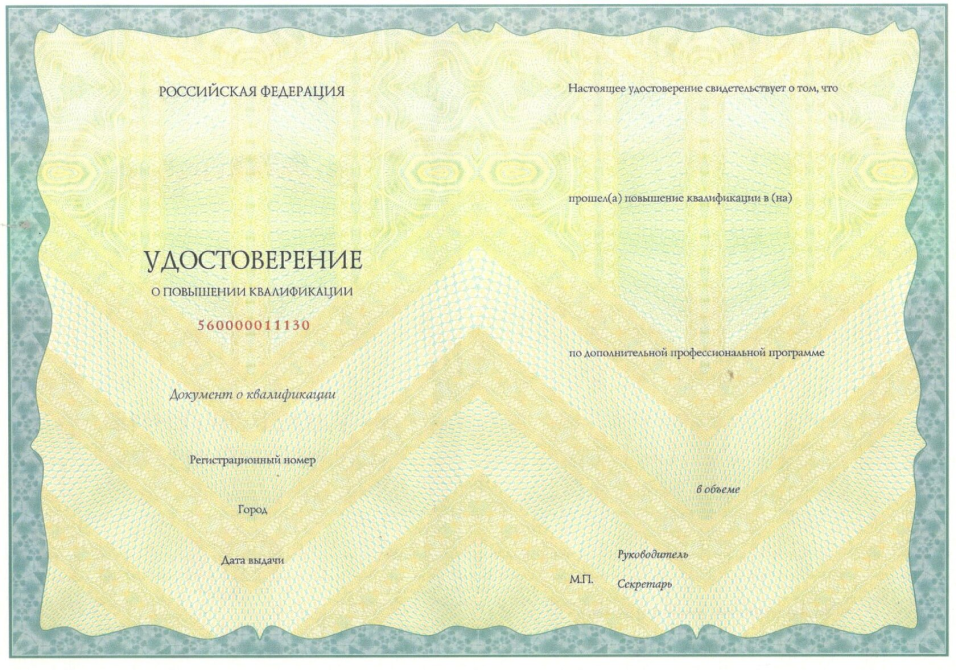 РОССИЙСКАЯ ФЕДЕРАЦИЯ
УДОСТОВЕРЕНИЕ
О ПОВЫШЕНИИ КВАЛИФИКАЦИИ
560000011130
Документ о квалификации
Регистрационный номер
Город
Дата выдачи
Настоящее удостоверение свидетельствует о том, что
прошел(а) повышение квалификации в (на)
по дополнительной профессиональной программе
в объеме
Руководитель
М.П. Секретарь